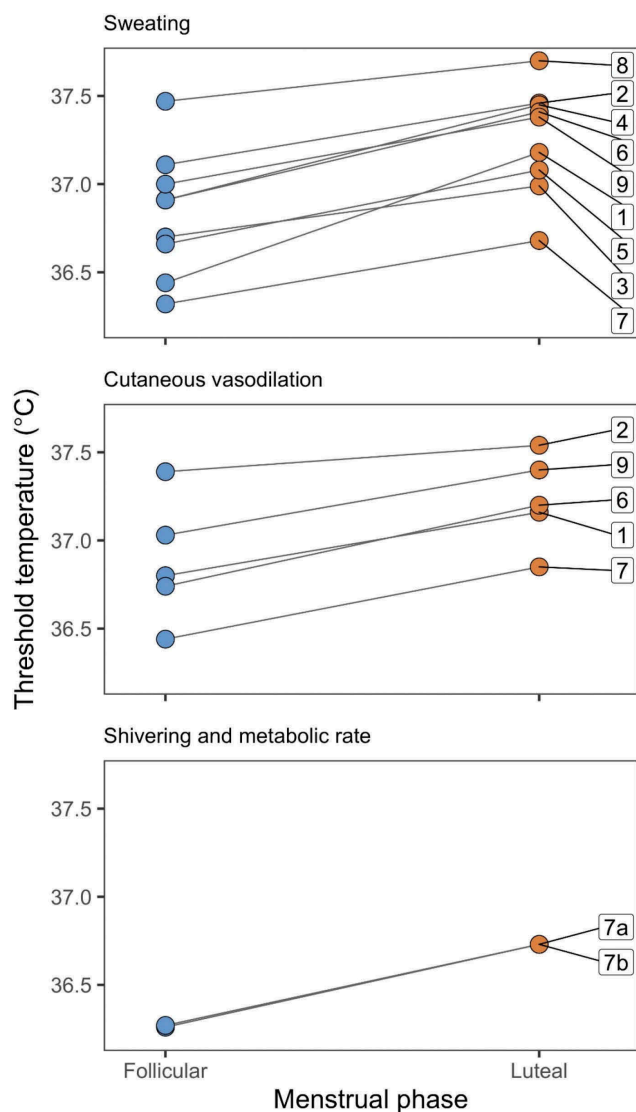 Sweating
37.5
37.0
36.5
8
2
4
6
9
1
5
3
7
Cutaneous vasodilation
37.5
37.0
36.5
2
9
6
1
7
Threshold temperature (°C)
Shivering and metabolic rate
37.5
37.0
36.5
7a
7b
Follicular Luteal
Menstrual phase